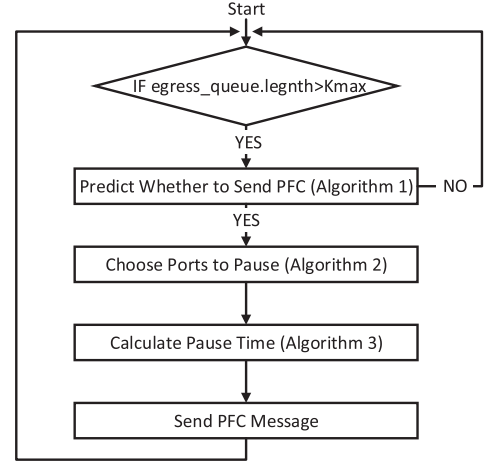 Start
IF egress_queue.legnth>Kmax
YES
Predict Whether to Send PFC (Algorithm 1)
NO
YES
Choose Ports to Pause (Algorithm 2)
Calculate Pause Time (Algorithm 3)
Send PFC Message